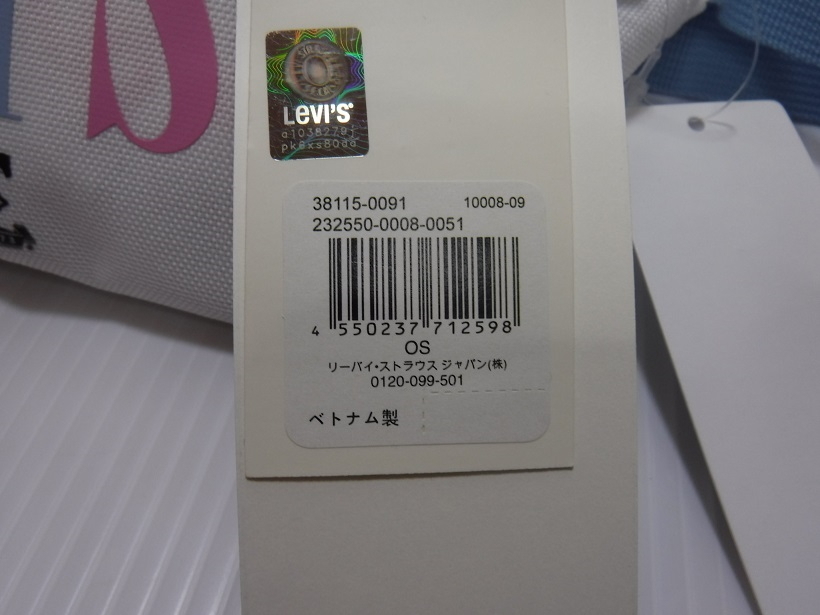 S
LEVI'S
38115-0091 10008-09
232550-0008-0051
4 550237 712598
OS
リーバイ・ストラウス ジャパン(株)
0120-099-501
ベトナム製